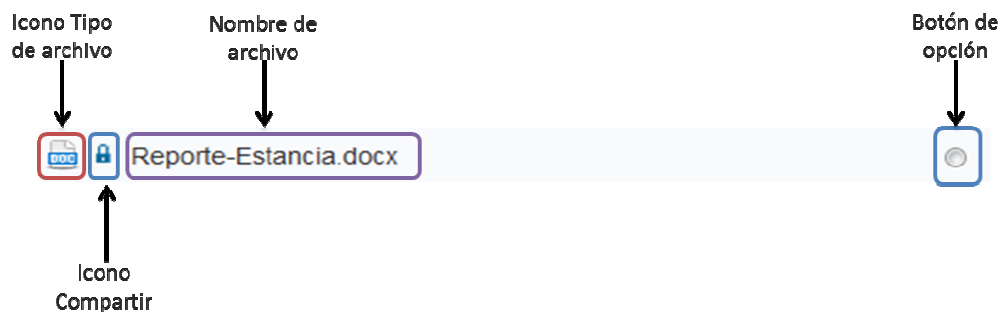 Icono Tipo
de archivo
Nombre de
archivo
Botón de
opción
DOC
Reporte-Estancia.docx
Icono
Compartir